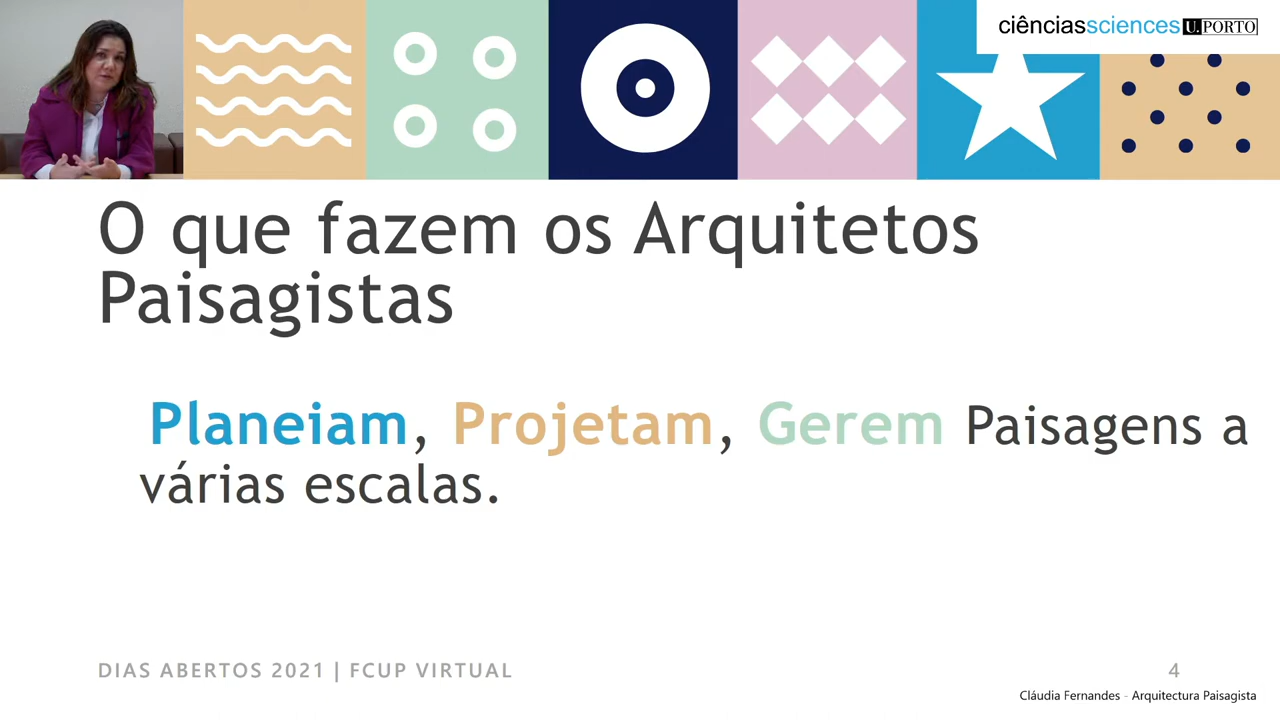 ciênciassciences U.PORTO
O que fazem os Arquitetos
Paisagistas
Planeiam, Projetam, Gerem Paisagens a
várias escalas.
DIAS ABERTOS 2021 | FCUP VIRTUAL
4
Cláudia Fernandes - Arquitectura Paisagista